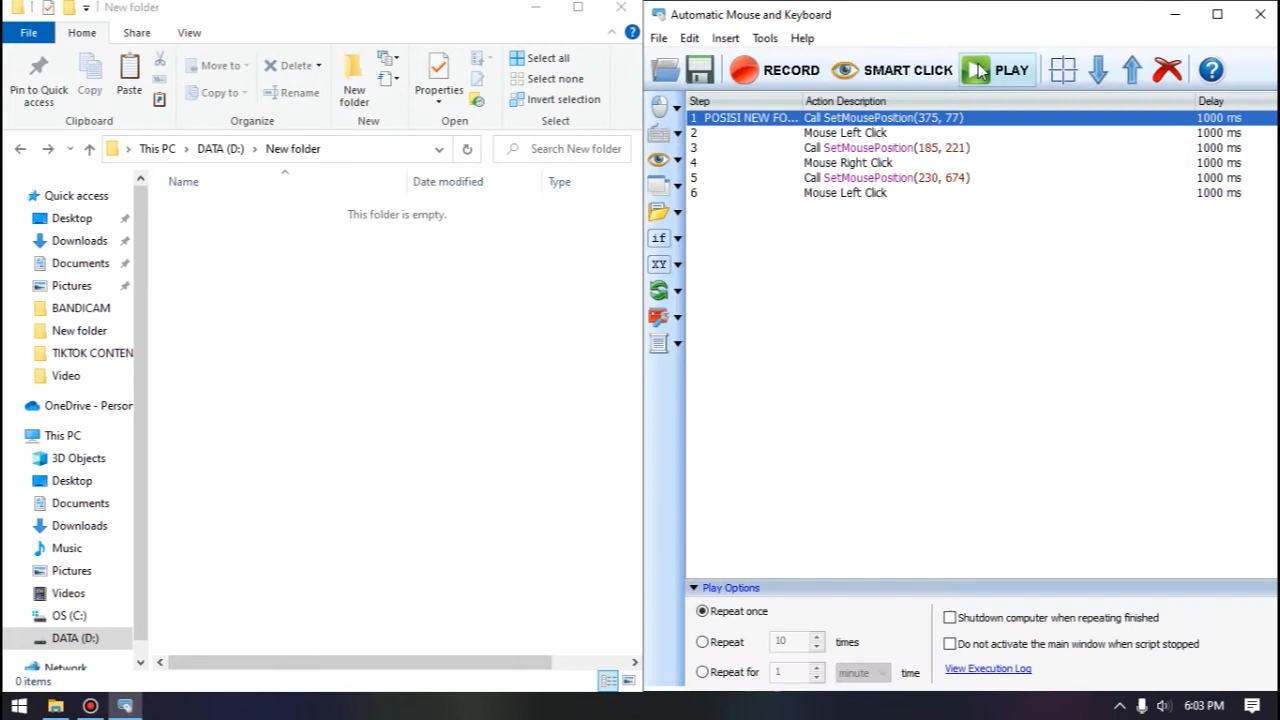 New folder
File
Home
Share
View
Pin to Quick access
Copy
Paste
Move to
Copy to
Delete
Rename
New folder
Properties
Select all
Select none
Invert selection
Clipboard
Organize
New
Open
Select
This PC
DATA (D:)
New folder
Search New folder
Name
Date modified
Type
This folder is empty.
Quick access
Desktop
Downloads
Documents
Pictures
BANDICAM
New folder
TIKTOK CONTEN
Video
OneDrive - Person
This PC
3D Objects
Desktop
Documents
Downloads
Music
Pictures
Videos
OS (C:)
DATA (D:)
Network
0 items
Automatic Mouse and Keyboard
File Edit Insert Tools Help
RECORD SMART CLICK PLAY
Step Action Description Delay
1 POSISI NEW FO... Call SetMousePosition(375, 77) 1000 ms
2 Mouse Left Click 1000 ms
3 Call SetMousePosition(185, 221) 1000 ms
4 Mouse Right Click 1000 ms
5 Call SetMousePosition(230, 674) 1000 ms
6 Mouse Left Click 1000 ms
if
XY
Play Options
Repeat once
Repeat 10 times
Repeat for 1 minute time
Shutdown computer when repeating finished
Do not activate the main window when script stopped
View Execution Log
6:03 PM